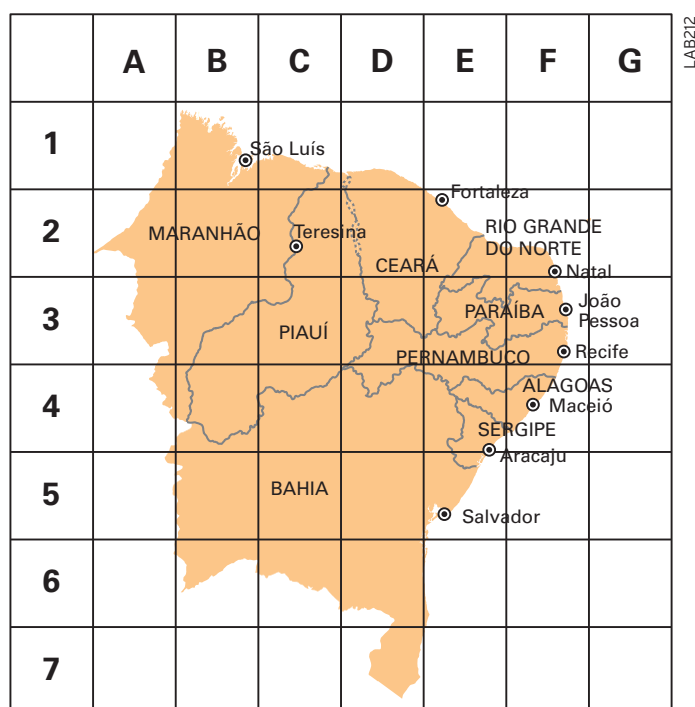 LAB212
A B C D E F G
1
São Luís
Fortaleza
2
MARANHÃO
Teresina
CEARÁ
RIO GRANDE
DO NORTE
Natal
3
PIAUÍ
PARAÍBA
João
Pessoa
PERNAMBUCO
Recife
4
ALAGOAS
Maceió
SERGIPE
Aracaju
5
BAHIA
Salvador
6
7